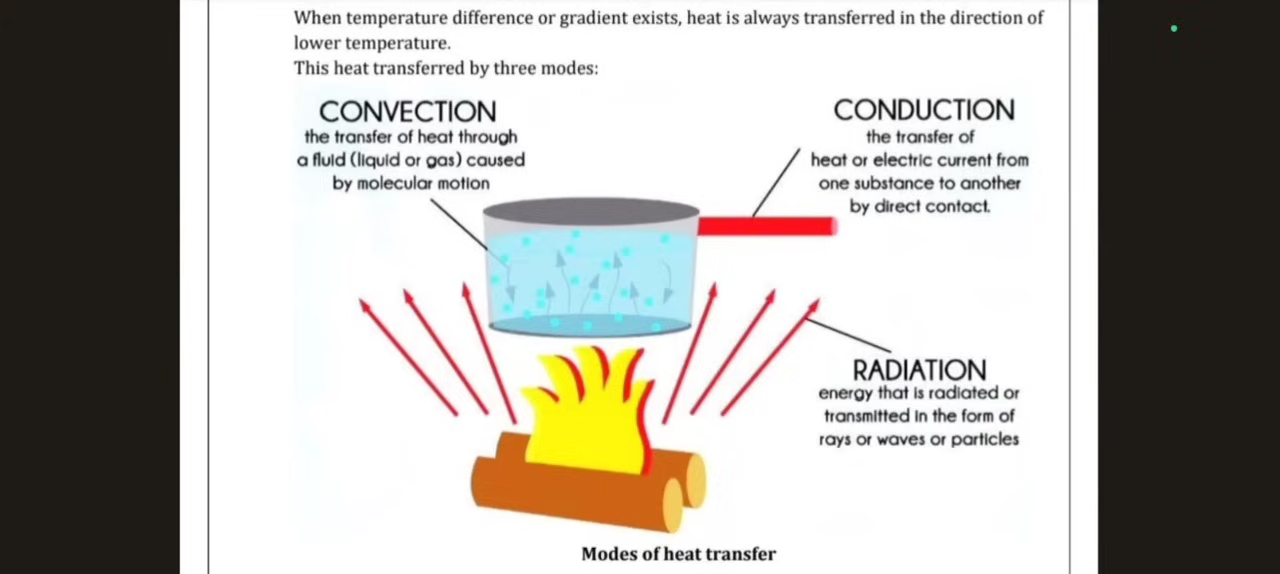 When temperature difference or gradient exists, heat is always transferred in the direction of
lower temperature.
This heat transferred by three modes:
CONVECTION
the transfer of heat through
a fluid (liquid or gas) caused
by molecular motion
CONDUCTION
the transfer of
heat or electric current from
one substance to another
by direct contact.
RADIATION
energy that is radiated or
transmitted in the form of
rays or waves or particles
Modes of heat transfer